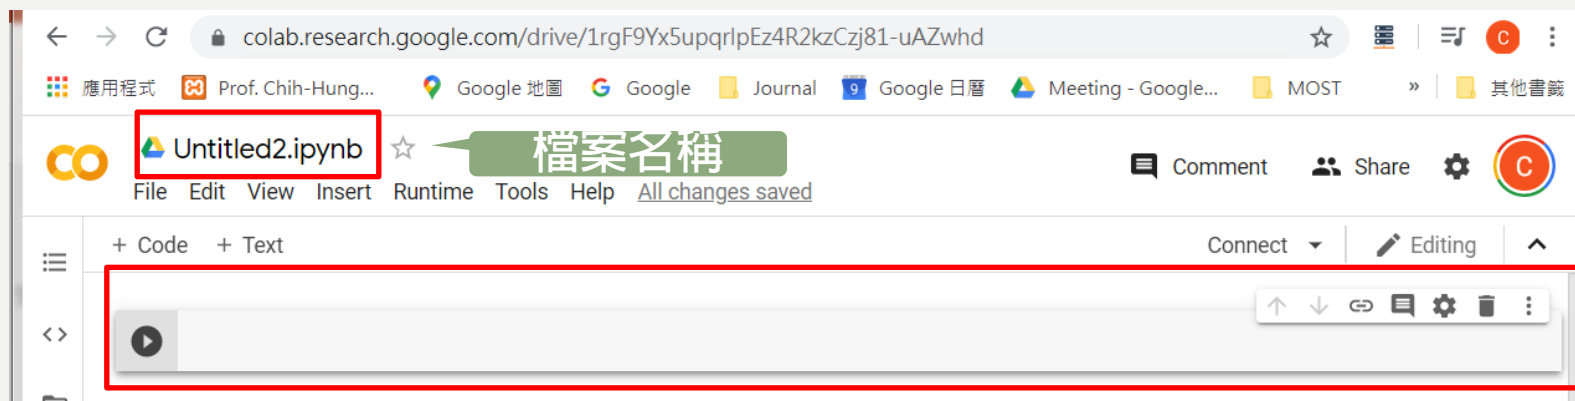 colab.research.google.com/drive/1rgF9Yx5upqrlpEz4R2kzCzj81-uAZwhd C
應用程式 Prof. Chih-Hung... Google 地圖 G Google Journal 9 Google 日曆 Meeting - Google... MOST » 其他書籤
CO Untitled2.ipynb 檔案名稱 Comment Share C
File Edit View Insert Runtime Tools Help All changes saved
+ Code + Text Connect Editing